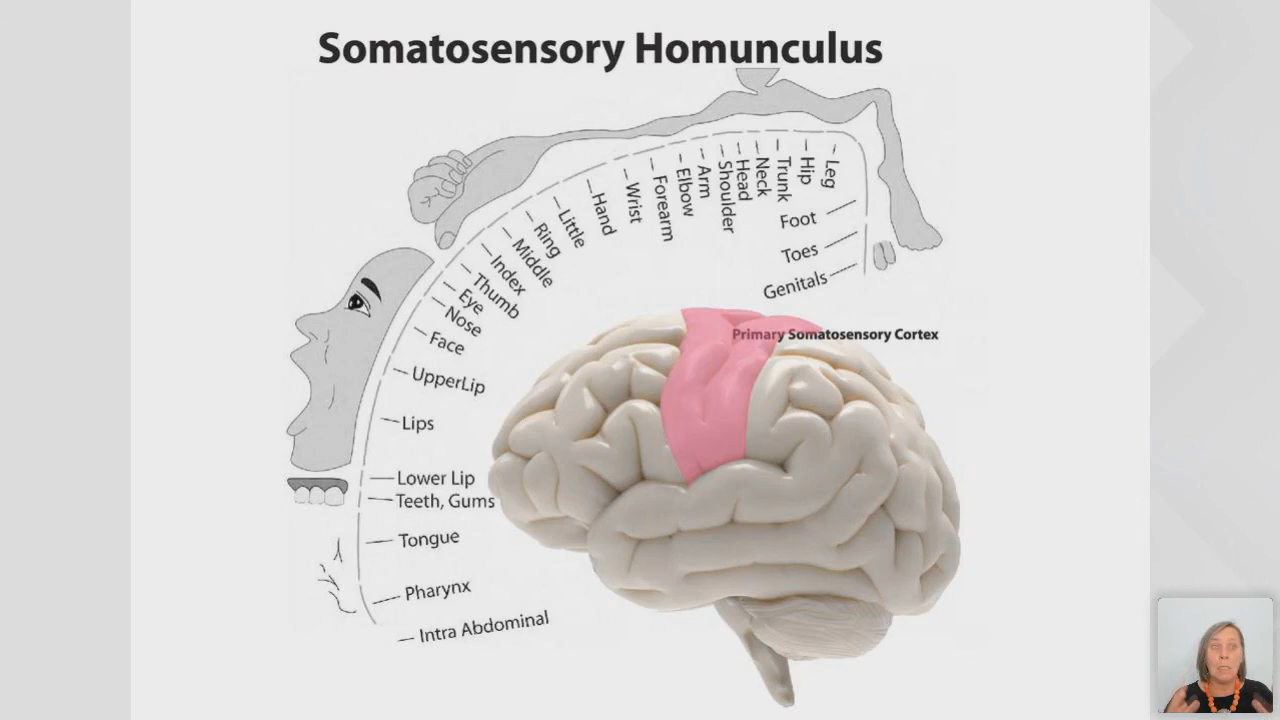 Somatosensory Homunculus
Leg
Hip
Trunk
Neck
Head
Shoulder
Arm
Elbow
Forearm
Wrist
Hand
Little
Ring
Middle
Index
Thumb
Eye
Nose
Face
UpperLip
Lips
Lower Lip
Teeth, Gums
Tongue
Pharynx
Intra Abdominal
Foot
Toes
Genitals
Primary Somatosensory Cortex